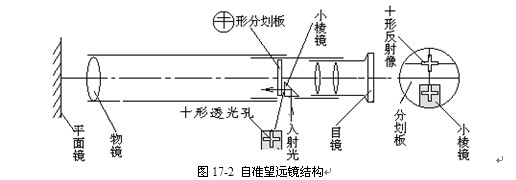 ㊉形分划板
小棱镜
十形反射像
十形透光孔
平面镜
物镜
入射光
目镜
分划板
小棱镜
图 17-2 自准望远镜结构